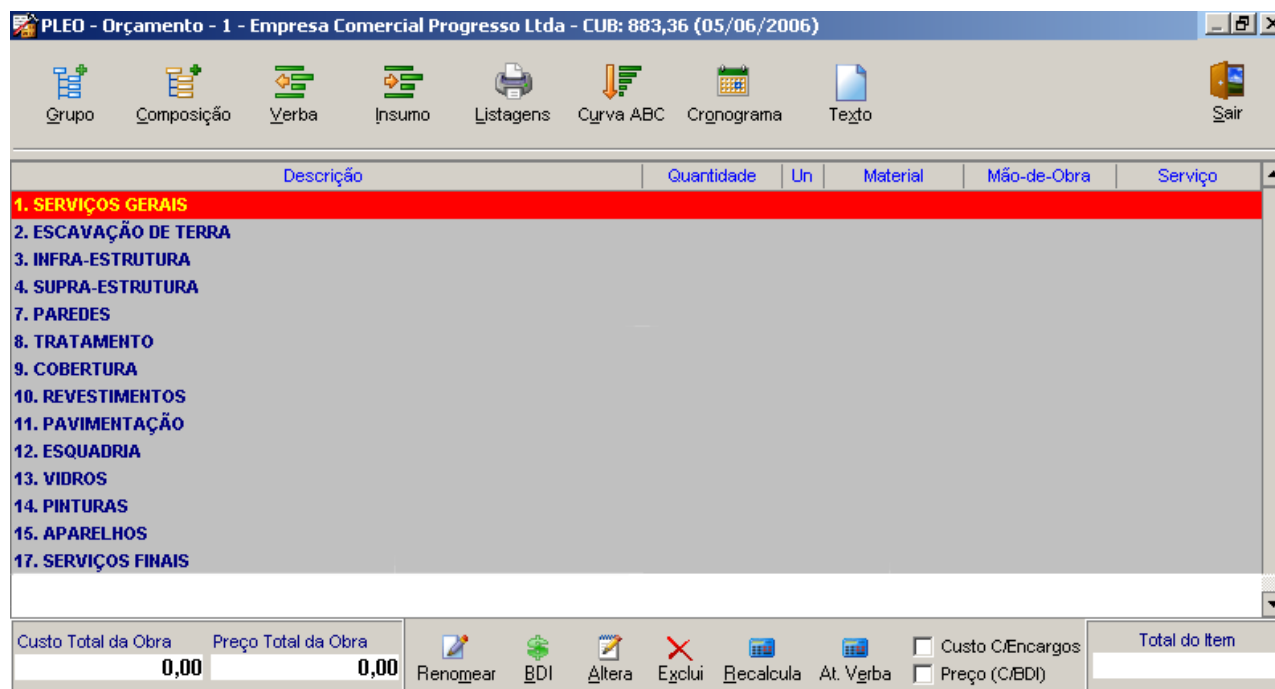 PLEO - Orçamento - 1 - Empresa Comercial Progresso Ltda - CUB: 883,36 (05/06/2006)
Grupo Composição Verba Insumo Listagens Curva ABC Cronograma Texto Sair
Descrição Quantidade Un Material Mão-de-Obra Serviço
1. SERVIÇOS GERAIS
2. ESCAVAÇÃO DE TERRA
3. INFRA-ESTRUTURA
4. SUPRA-ESTRUTURA
7. PAREDES
8. TRATAMENTO
9. COBERTURA
10. REVESTIMENTOS
11. PAVIMENTAÇÃO
12. ESQUADRIA
13. VIDROS
14. PINTURAS
15. APARELHOS
17. SERVIÇOS FINAIS
Custo Total da Obra Preço Total da Obra Custo C/Encargos Total do Item
0,00 0,00 Renomear BDI Altera Exclui Recalcula At. Verba Preço (C/BDI)